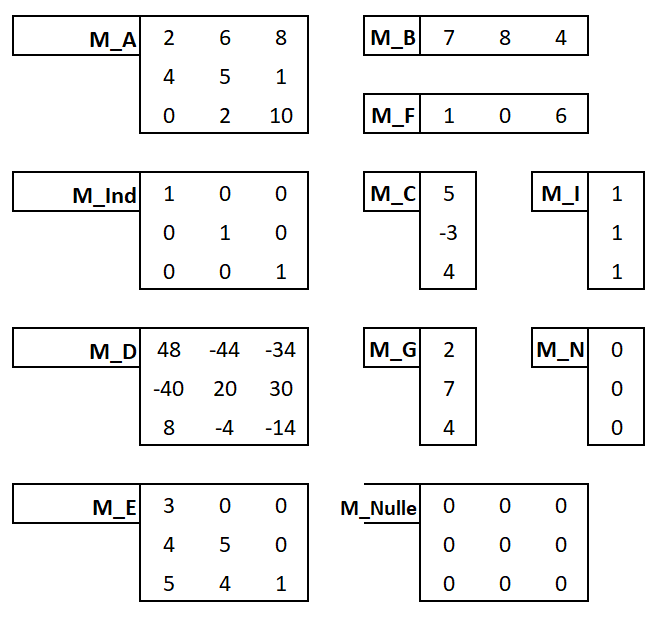 M_A 2 6 8
4 5 1
0 2 10
M_B 7 8 4
M_F 1 0 6
M_Ind 1 0 0
0 1 0
0 0 1
M_C 5
-3
4
M_I 1
1
1
M_D 48 -44 -34
-40 20 30
8 -4 -14
M_G 2
7
4
M_N 0
0
0
M_E 3 0 0
4 5 0
5 4 1
M_Nulle 0 0 0
0 0 0
0 0 0